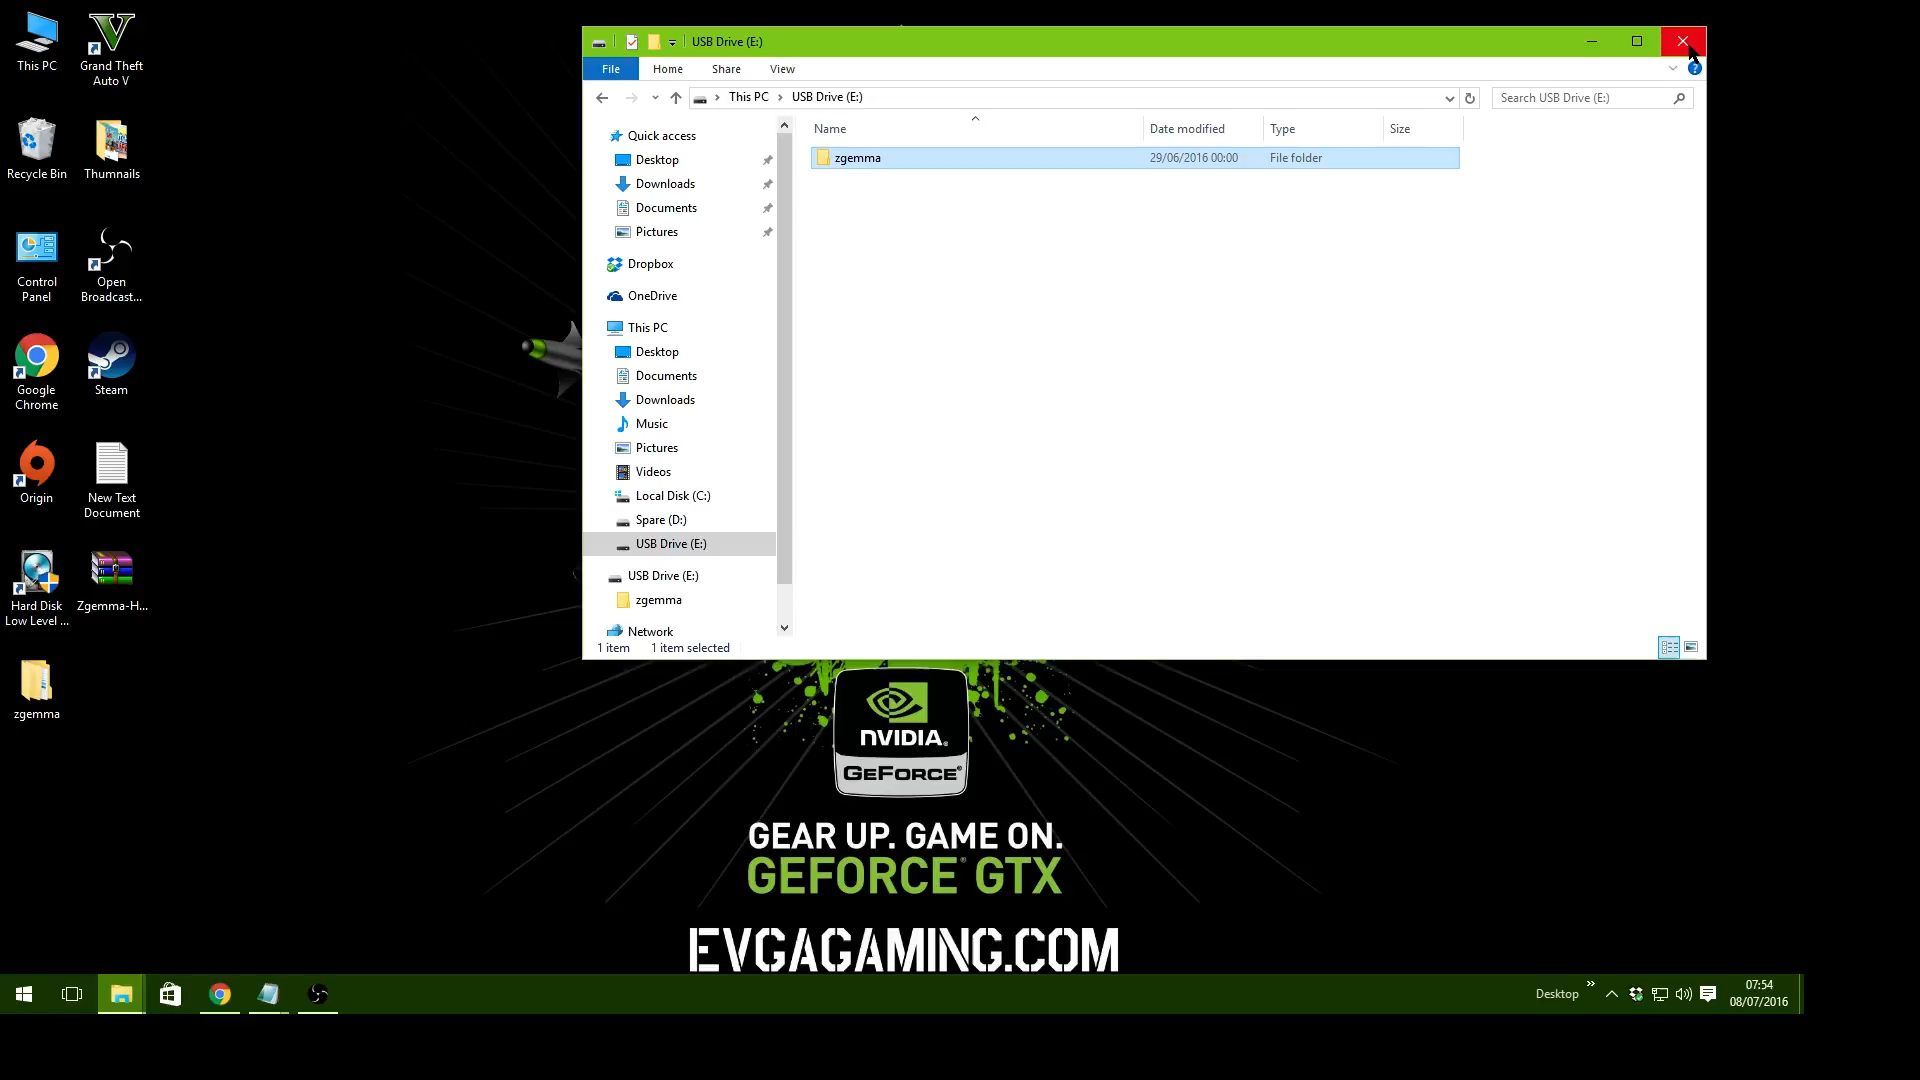 This PC
Grand Theft
Auto V
Recycle Bin
Thumnails
Control
Panel
Open
Broadcast...
Google
Chrome
Steam
Origin
New Text
Document
Hard Disk
Low Level ...
Zgemma-H...
zgemma
USB Drive (E:)
File
Home
Share
View
?
This PC
USB Drive (E:)
Search USB Drive (E:)
Name
Date modified
Type
Size
zgemma
29/06/2016 00:00
File folder
Quick access
Desktop
Downloads
Documents
Pictures
Dropbox
OneDrive
This PC
Desktop
Documents
Downloads
Music
Pictures
Videos
Local Disk (C:)
Spare (D:)
USB Drive (E:)
USB Drive (E:)
zgemma
Network
1 item
1 item selected
NVIDIA.
GEFORCE®
GEAR UP. GAME ON.
GEFORCE® GTX
EVGAGAMING.COM
Desktop
»
07:54
08/07/2016